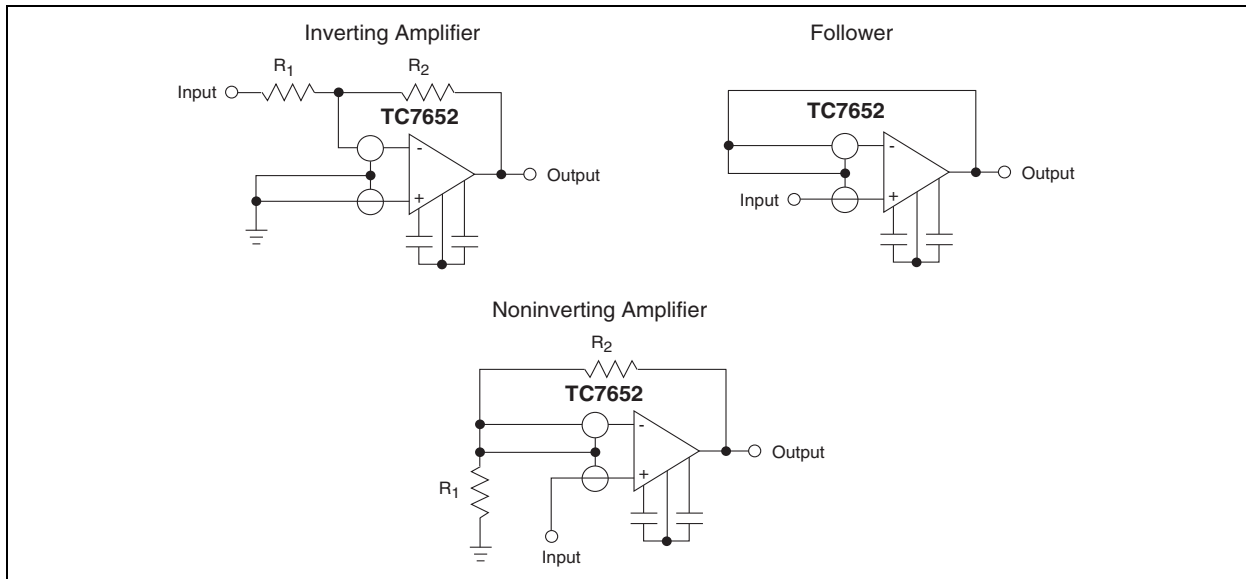 Inverting Amplifier
R1
R2
Input
TC7652
-
+
Output
Follower
TC7652
-
Input
+
Output
Noninverting Amplifier
R2
TC7652
-
+
Output
R1
Input